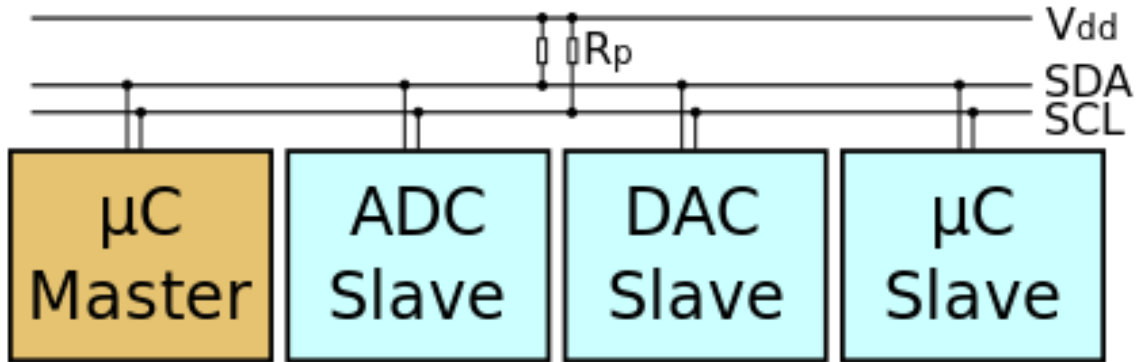 Vdd
Rp
SDA
SCL
µC
Master
ADC
Slave
DAC
Slave
µC
Slave